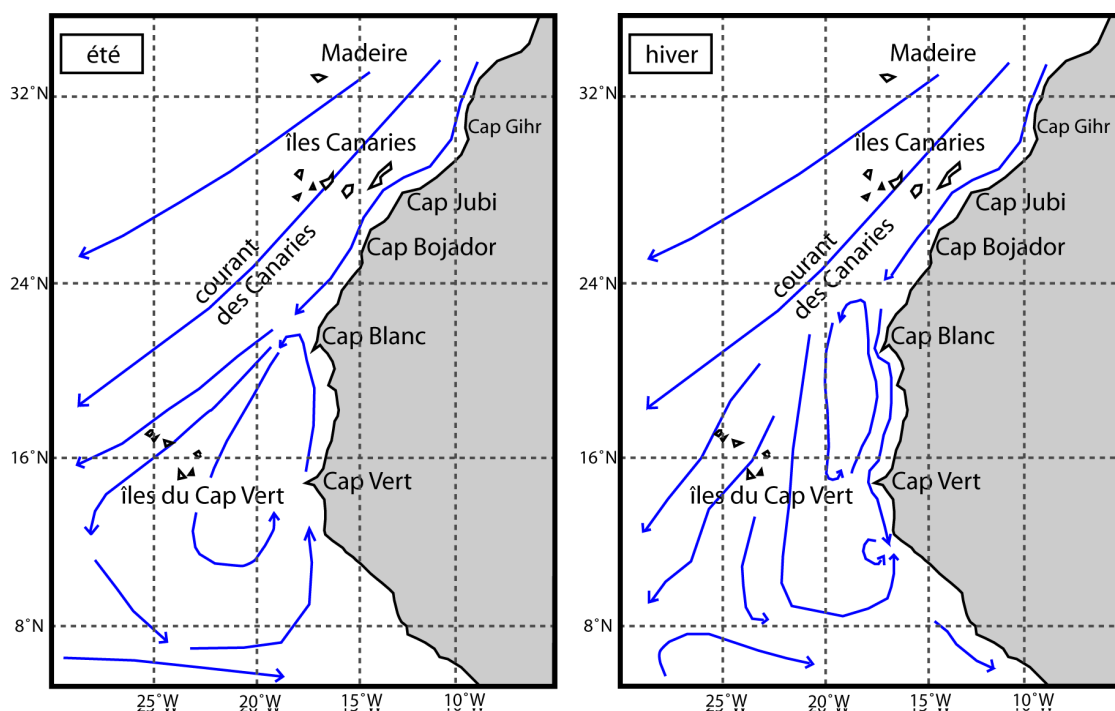 été
Madeire
32°N
Cap Gihr
îles Canaries
Cap Jubi
Cap Bojador
courant
des Canaries
24°N
Cap Blanc
16°N
Cap Vert
îles du Cap Vert
8°N
25°W
20°W
15°W
10°W
hiver
Madeire
32°N
Cap Gihr
îles Canaries
Cap Jubi
Cap Bojador
courant
des Canaries
24°N
Cap Blanc
16°N
Cap Vert
îles du Cap Vert
8°N
25°W
20°W
15°W
10°W